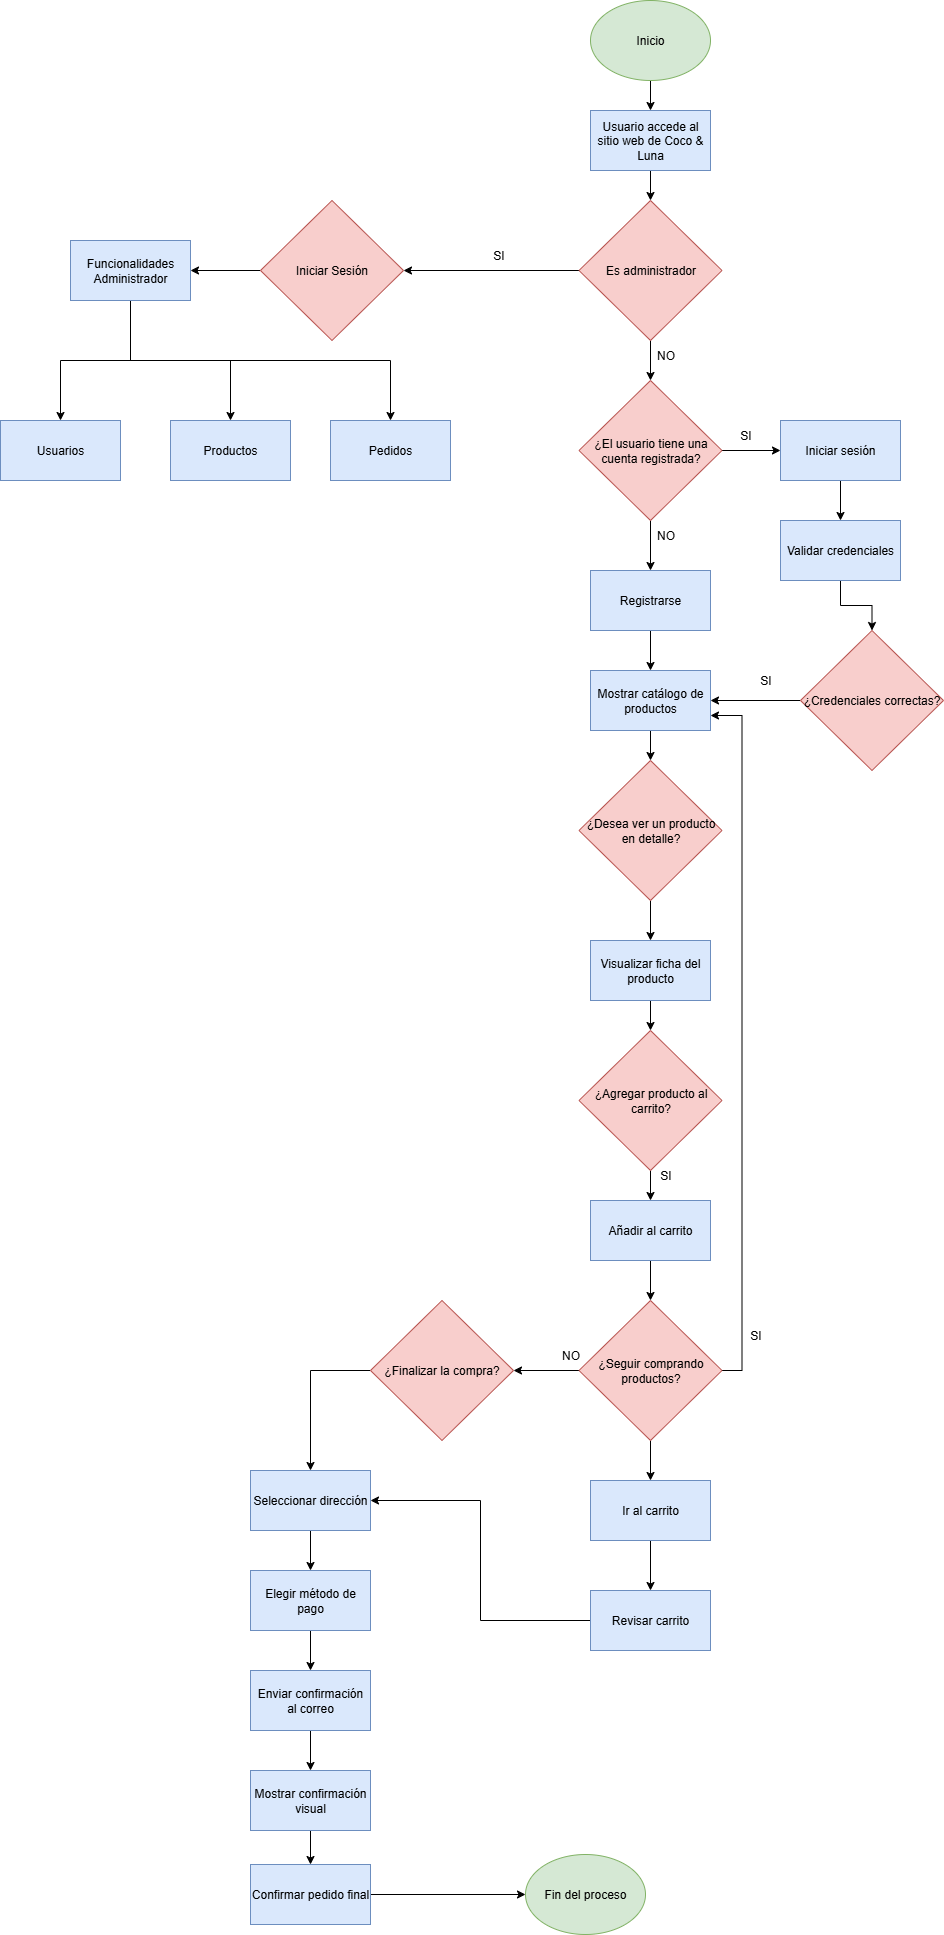 Inicio
Usuario accede al
sitio web de Coco &
Luna
Es administrador
SI
Iniciar Sesión
Funcionalidades
Administrador
Usuarios
Productos
Pedidos
NO
¿El usuario tiene una
cuenta registrada?
SI
Iniciar sesión
Validar credenciales
¿Credenciales correctas?
SI
NO
Registrarse
Mostrar catálogo de
productos
¿Desea ver un producto
en detalle?
Visualizar ficha del
producto
¿Agregar producto al
carrito?
SI
Añadir al carrito
¿Seguir comprando
productos?
SI
NO
¿Finalizar la compra?
Ir al carrito
Revisar carrito
Seleccionar dirección
Elegir método de
pago
Enviar confirmación
al correo
Mostrar confirmación
visual
Confirmar pedido final
Fin del proceso